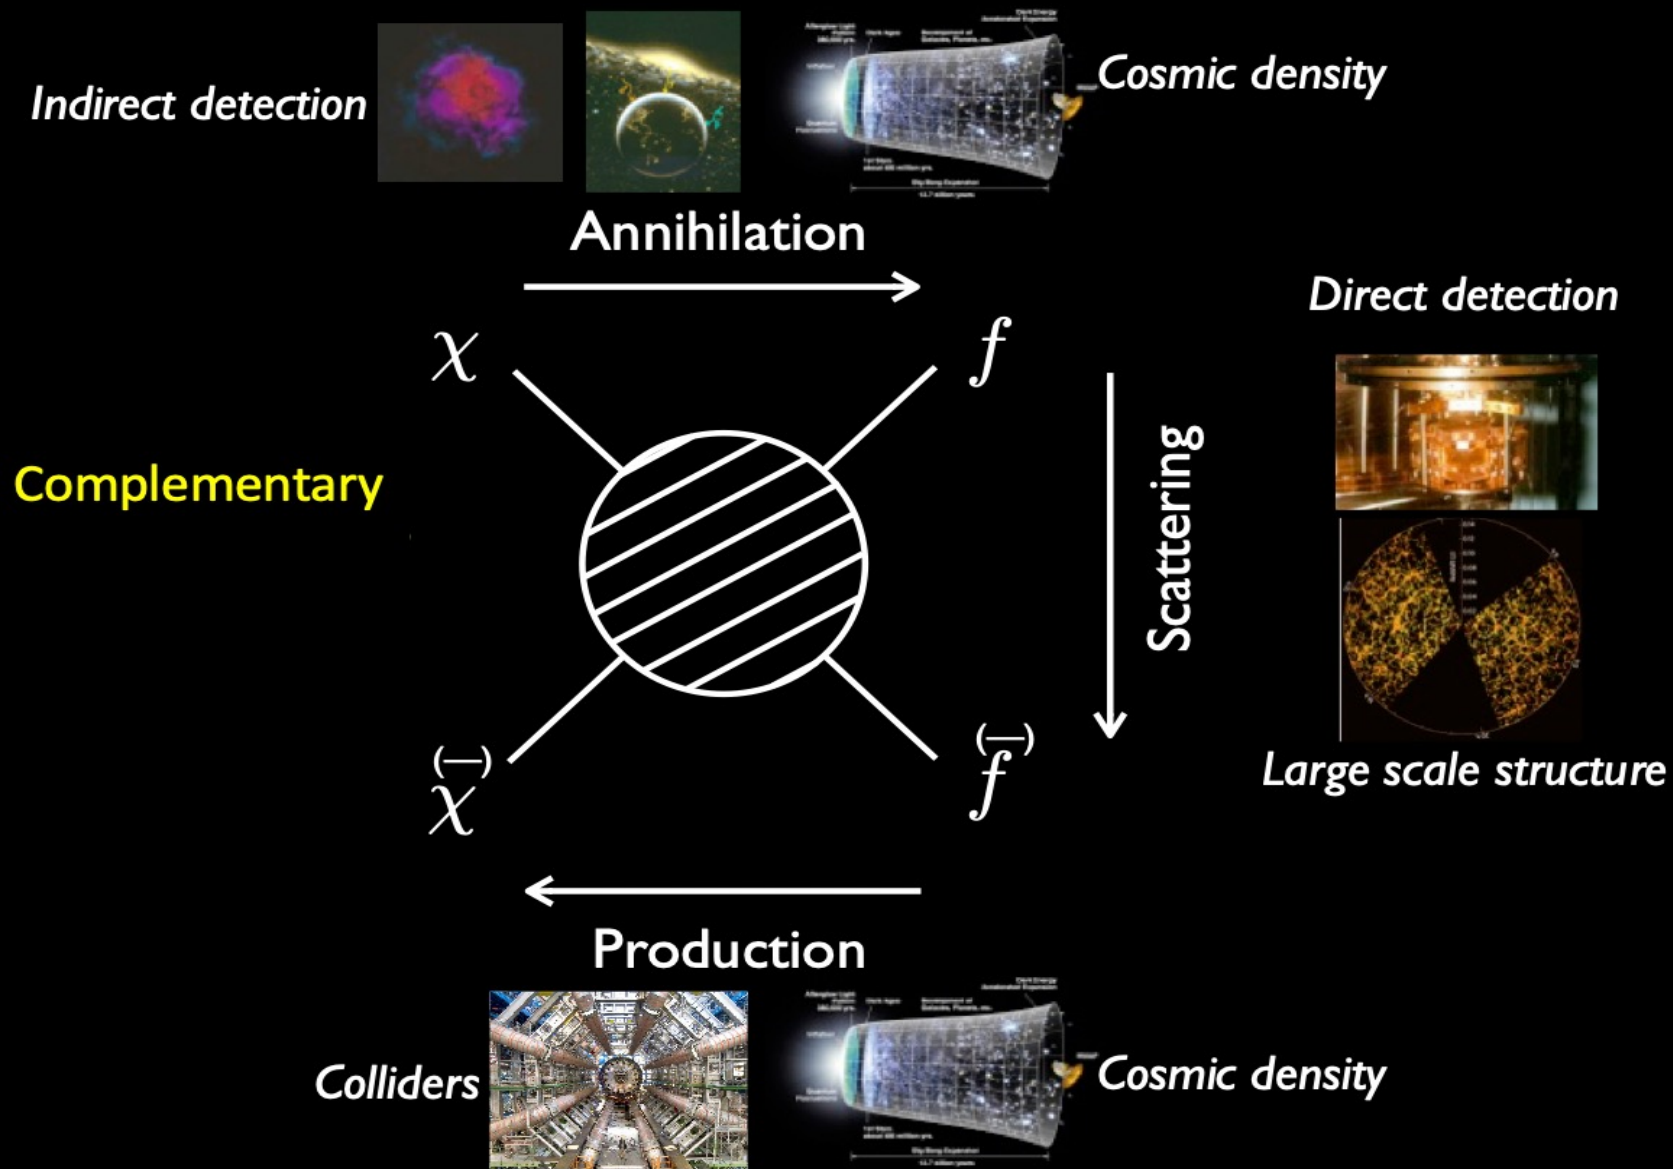 Indirect detection
Cosmic density
Annihilation
Direct detection
χ
f
Complementary
Scattering
(—)
χ
(—)
f
Large scale structure
Production
Colliders
Cosmic density